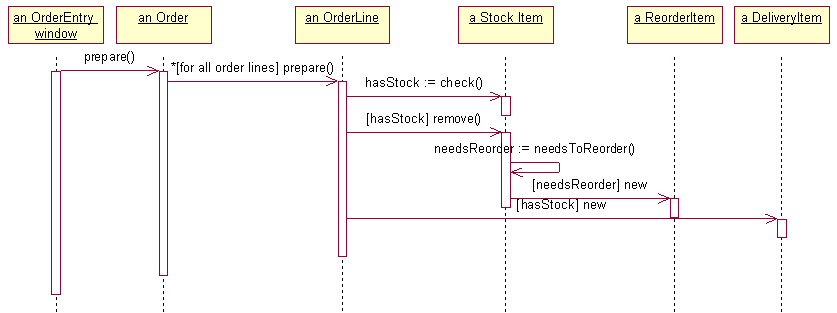 an OrderEntry
window
an Order
an OrderLine
a Stock Item
a ReorderItem
a DeliveryItem
prepare()
*[for all order lines] prepare()
hasStock := check()
[hasStock] remove()
needsReorder := needsToReorder()
[needsReorder] new
[hasStock] new